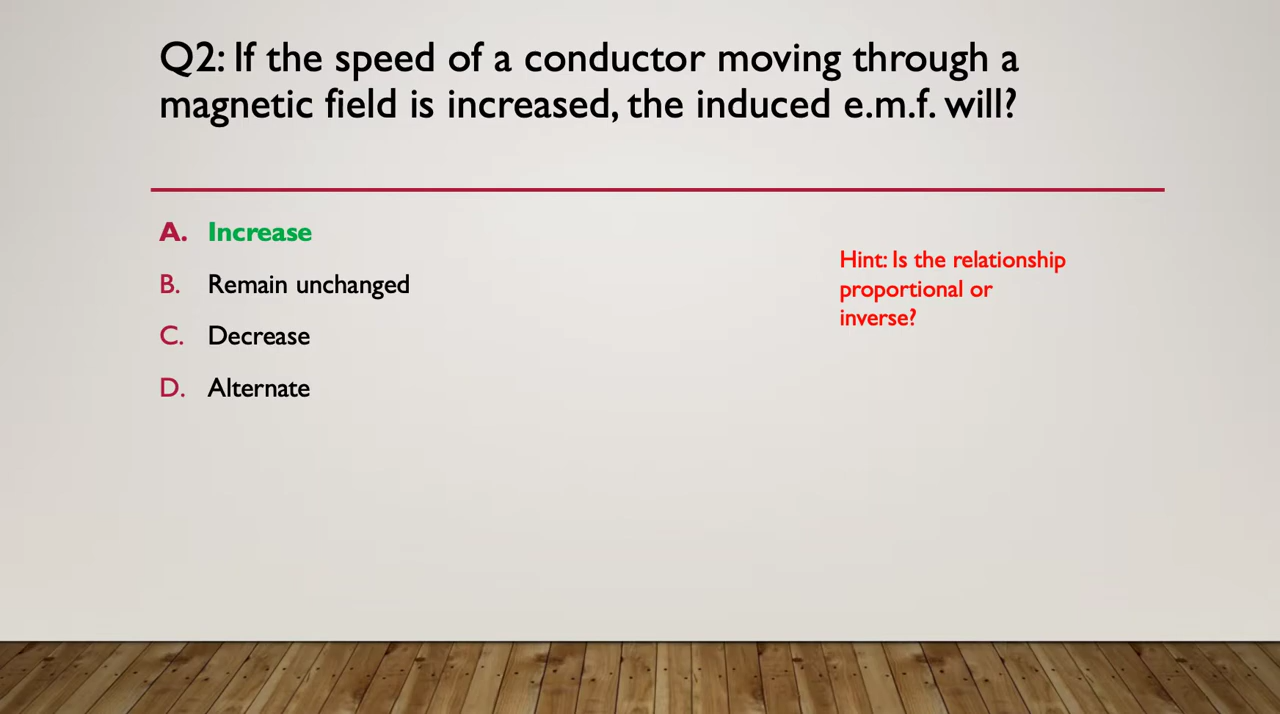 Q2: If the speed of a conductor moving through a
magnetic field is increased, the induced e.m.f. will?
A. Increase
B. Remain unchanged
C. Decrease
D. Alternate
Hint: Is the relationship
proportional or
inverse?